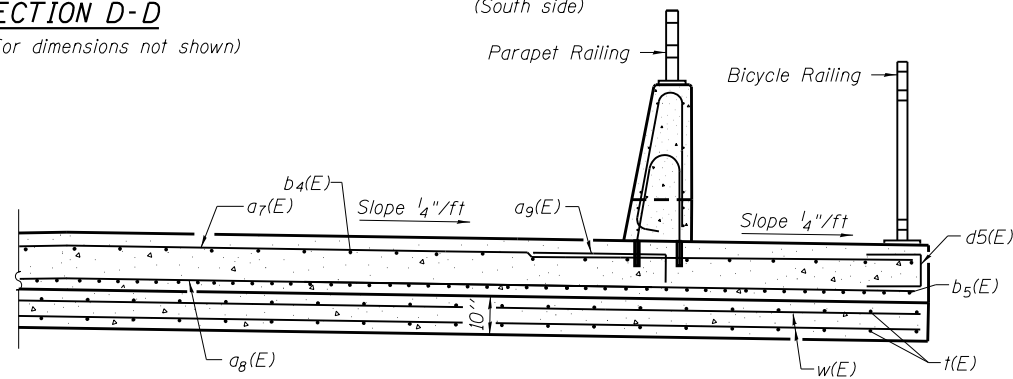 ECTION D-D
or dimensions not shown)
(South side)
Parapet Railing
Bicycle Railing
b4(E)
a7(E)
Slope 1/4"/ft
a9(E)
Slope 1/4"/ft
d5(E)
b5(E)
10"
a8(E)
w(E)
t(E)